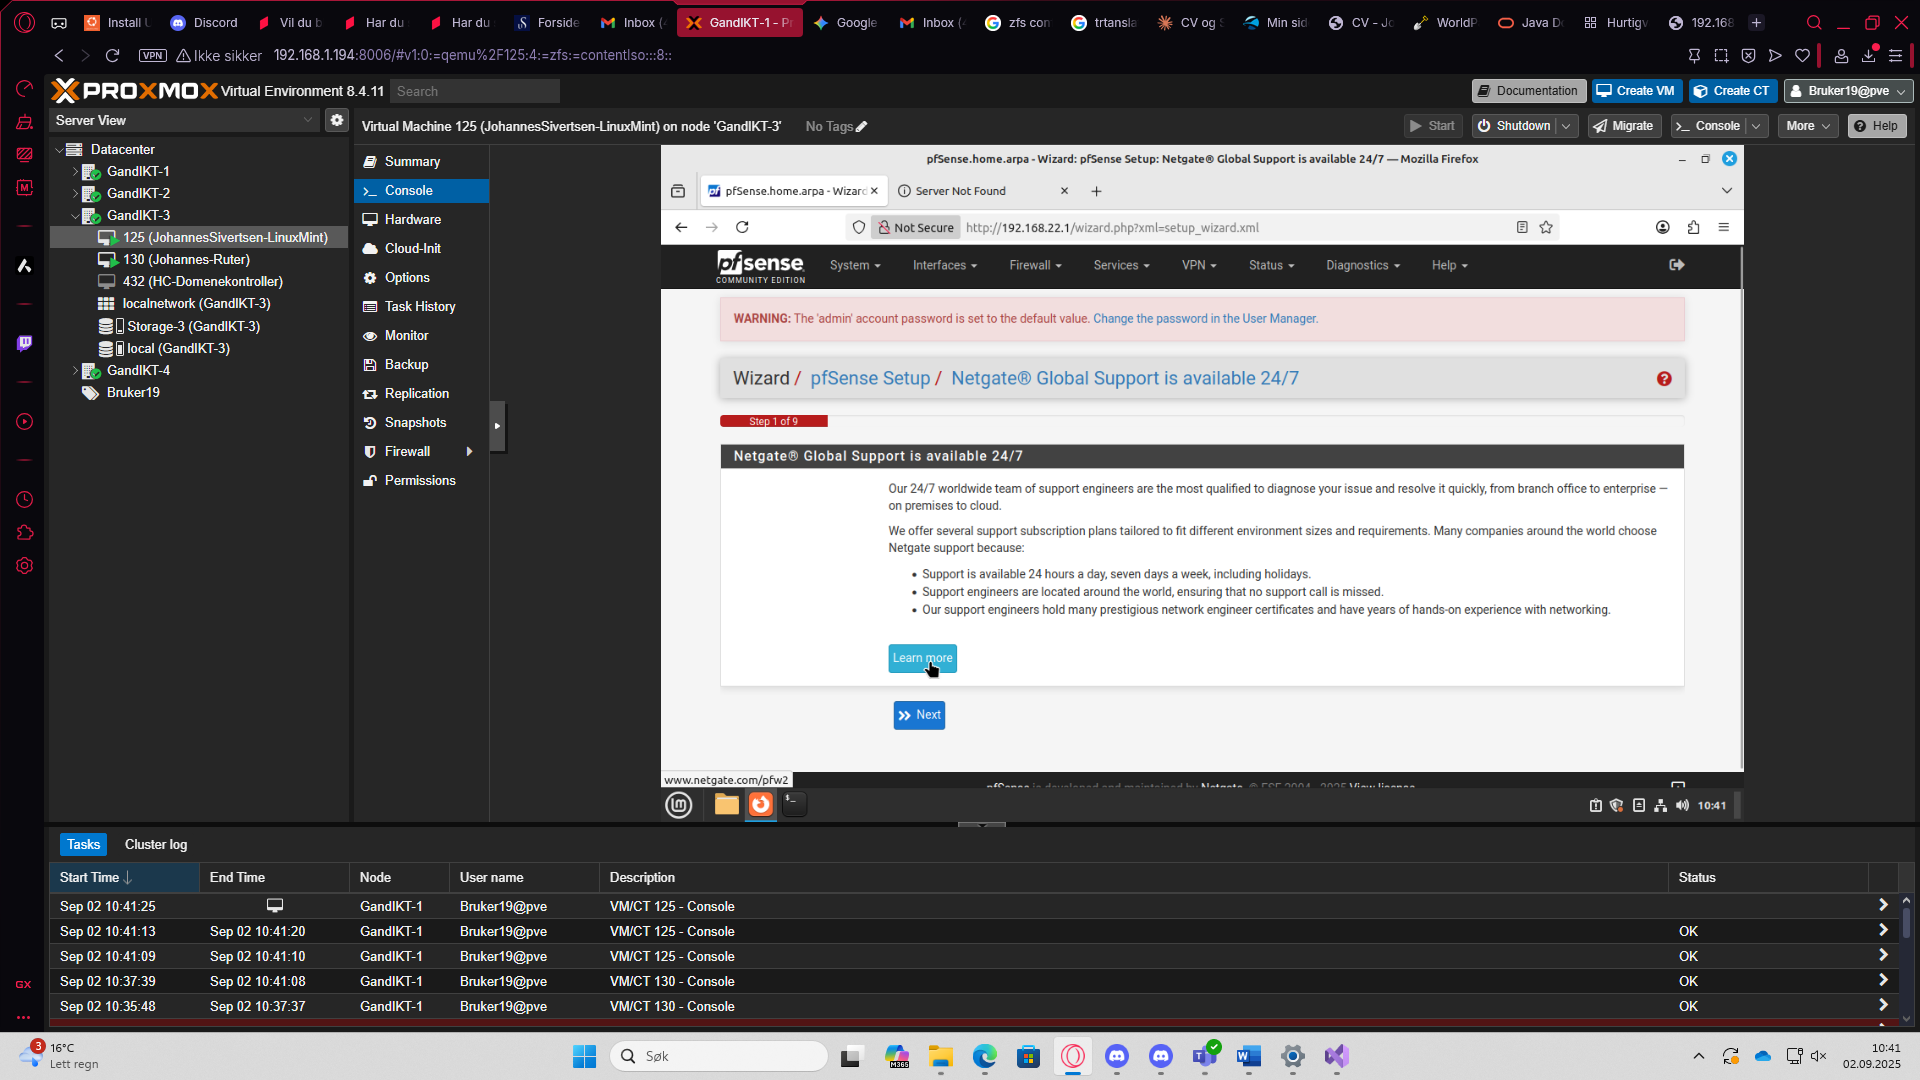 Install U
Discord
Vil du b
Har du
Har du
Forside
Inbox (
GandIKT-1 - Pr
Google
Inbox (
zfs con
trtansla
CV og S
Min sid
CV - Jo
WorldP
Java De
Hurtigv
192.168
VPN
Ikke sikker
192.168.1.194:8006/#v1:0:=qemu%2F125:4:=zfs:=contentIso:::8::
PROXMOX Virtual Environment 8.4.11
Search
Documentation
Create VM
Create CT
Bruker19@pve
Server View
Virtual Machine 125 (JohannesSivertsen-LinuxMint) on node 'GandIKT-3'
No Tags
Start
Shutdown
Migrate
Console
More
Help
Datacenter
GandIKT-1
GandIKT-2
GandIKT-3
125 (JohannesSivertsen-LinuxMint)
130 (Johannes-Ruter)
432 (HC-Domenekontroller)
localnetwork (GandIKT-3)
Storage-3 (GandIKT-3)
local (GandIKT-3)
GandIKT-4
Bruker19
Summary
Console
Hardware
Cloud-Init
Options
Task History
Monitor
Backup
Replication
Snapshots
Firewall
Permissions
pfSense.home.arpa - Wizard: pfSense Setup: Netgate® Global Support is available 24/7 — Mozilla Firefox
pfSense.home.arpa - Wizard
Server Not Found
Not Secure
http://192.168.22.1/wizard.php?xml=setup_wizard.xml
pfsense
COMMUNITY EDITION
System
Interfaces
Firewall
Services
VPN
Status
Diagnostics
Help
WARNING: The 'admin' account password is set to the default value. Change the password in the User Manager.
Wizard / pfSense Setup / Netgate® Global Support is available 24/7
Step 1 of 9
Netgate® Global Support is available 24/7
Our 24/7 worldwide team of support engineers are the most qualified to diagnose your issue and resolve it quickly, from branch office to enterprise —
on premises to cloud.
We offer several support subscription plans tailored to fit different environment sizes and requirements. Many companies around the world choose
Netgate support because:
• Support is available 24 hours a day, seven days a week, including holidays.
• Support engineers are located around the world, ensuring that no support call is missed.
• Our support engineers hold many prestigious network engineer certificates and have years of hands-on experience with networking.
Learn more
Next
www.netgate.com/pfw2
pfSense is developed and maintained by Netgate. © ESF 2004 - 2025 View license.
10:41
Tasks
Cluster log
Start Time
End Time
Node
User name
Description
Status
Sep 02 10:41:25 GandIKT-1 Bruker19@pve VM/CT 125 - Console
Sep 02 10:41:13 Sep 02 10:41:20 GandIKT-1 Bruker19@pve VM/CT 125 - Console OK
Sep 02 10:41:09 Sep 02 10:41:10 GandIKT-1 Bruker19@pve VM/CT 125 - Console OK
Sep 02 10:37:39 Sep 02 10:41:08 GandIKT-1 Bruker19@pve VM/CT 130 - Console OK
Sep 02 10:35:48 Sep 02 10:37:37 GandIKT-1 Bruker19@pve VM/CT 130 - Console OK
GX
3
16°C
Lett regn
Søk
M365
10:41
02.09.2025